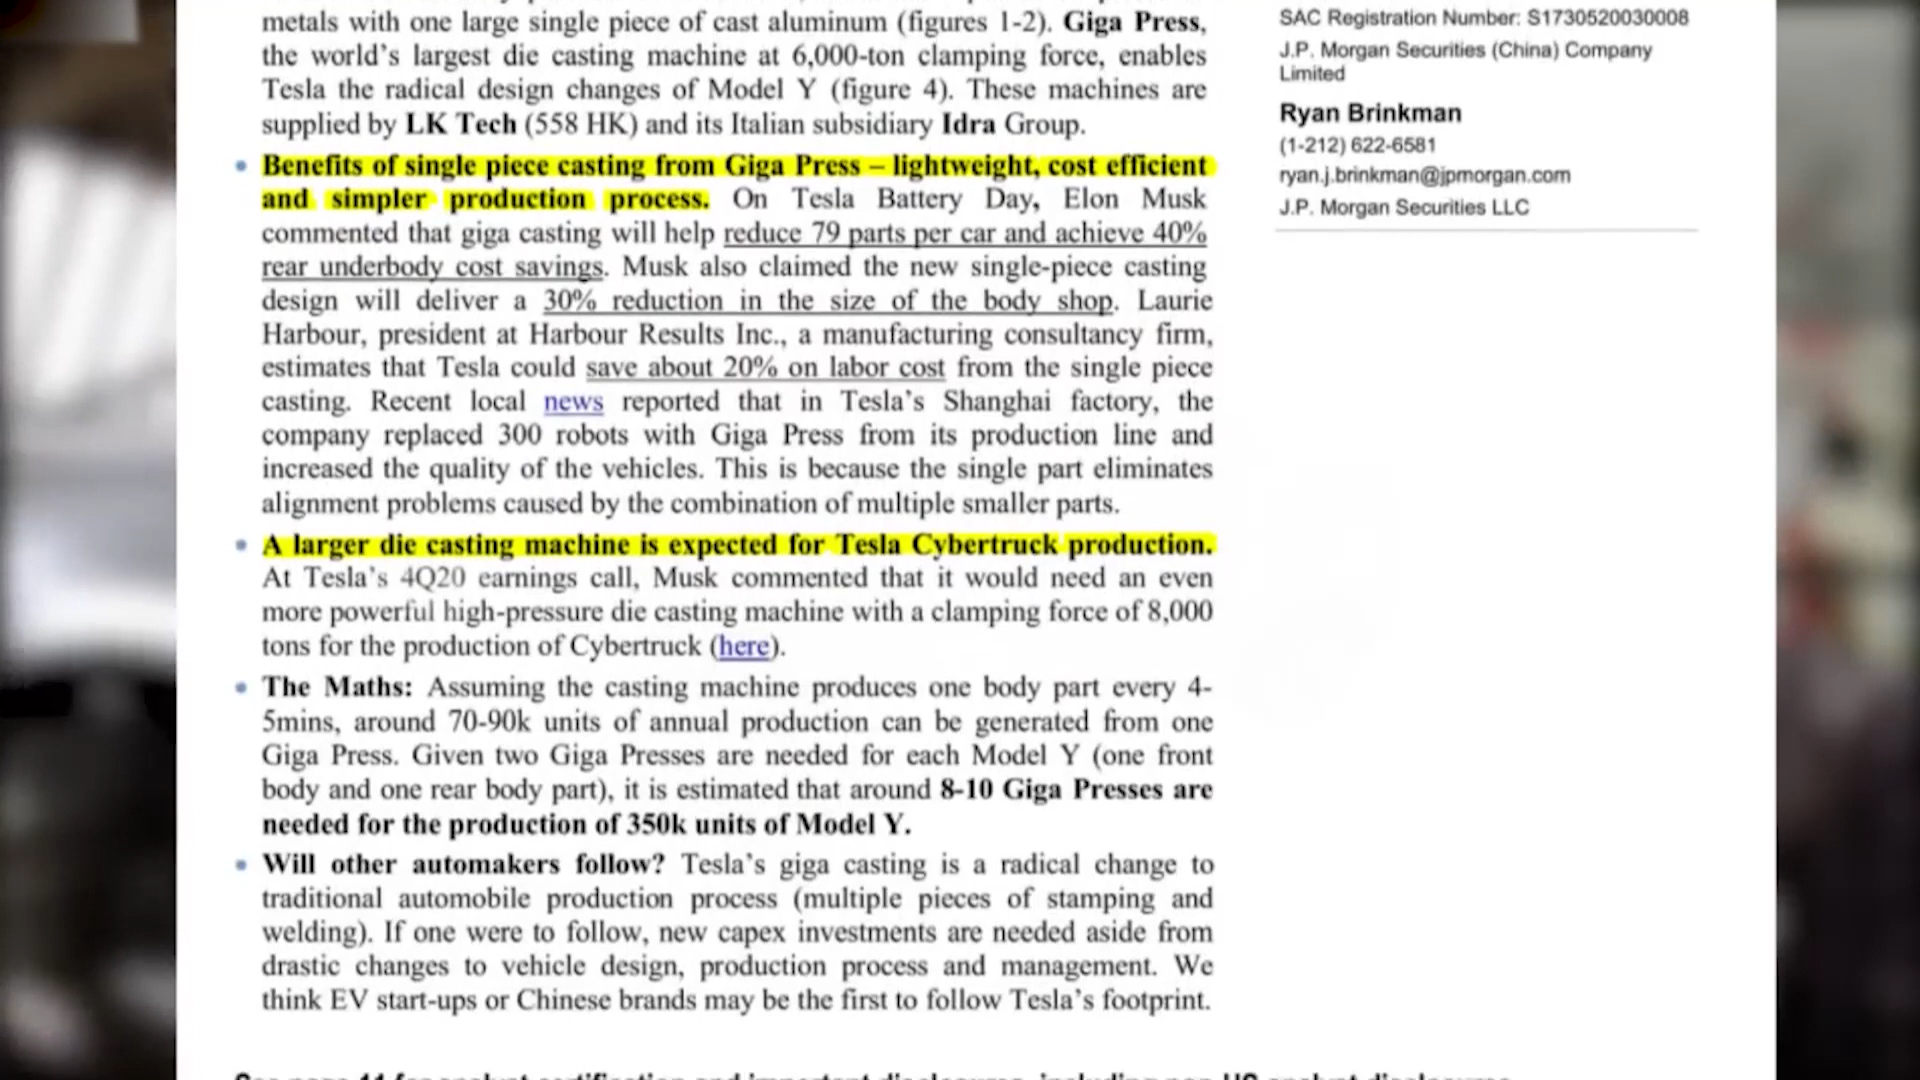 metals with one large single piece of cast aluminum (figures 1-2). Giga Press,
the world's largest die casting machine at 6,000-ton clamping force, enables
Tesla the radical design changes of Model Y (figure 4). These machines are
supplied by LK Tech (558 HK) and its Italian subsidiary Idra Group.
• Benefits of single piece casting from Giga Press – lightweight, cost efficient
and simpler production process. On Tesla Battery Day, Elon Musk
commented that giga casting will help reduce 79 parts per car and achieve 40%
rear underbody cost savings. Musk also claimed the new single-piece casting
design will deliver a 30% reduction in the size of the body shop. Laurie
Harbour, president at Harbour Results Inc., a manufacturing consultancy firm,
estimates that Tesla could save about 20% on labor cost from the single piece
casting. Recent local news reported that in Tesla's Shanghai factory, the
company replaced 300 robots with Giga Press from its production line and
increased the quality of the vehicles. This is because the single part eliminates
alignment problems caused by the combination of multiple smaller parts.
• A larger die casting machine is expected for Tesla Cybertruck production.
At Tesla's 4Q20 earnings call, Musk commented that it would need an even
more powerful high-pressure die casting machine with a clamping force of 8,000
tons for the production of Cybertruck (here).
• The Maths: Assuming the casting machine produces one body part every 4-
5mins, around 70-90k units of annual production can be generated from one
Giga Press. Given two Giga Presses are needed for each Model Y (one front
body and one rear body part), it is estimated that around 8-10 Giga Presses are
needed for the production of 350k units of Model Y.
• Will other automakers follow? Tesla's giga casting is a radical change to
traditional automobile production process (multiple pieces of stamping and
welding). If one were to follow, new capex investments are needed aside from
drastic changes to vehicle design, production process and management. We
think EV start-ups or Chinese brands may be the first to follow Tesla's footprint.
SAC Registration Number: S1730520030008
J.P. Morgan Securities (China) Company
Limited
Ryan Brinkman
(1-212) 622-6581
ryan.j.brinkman@jpmorgan.com
J.P. Morgan Securities LLC